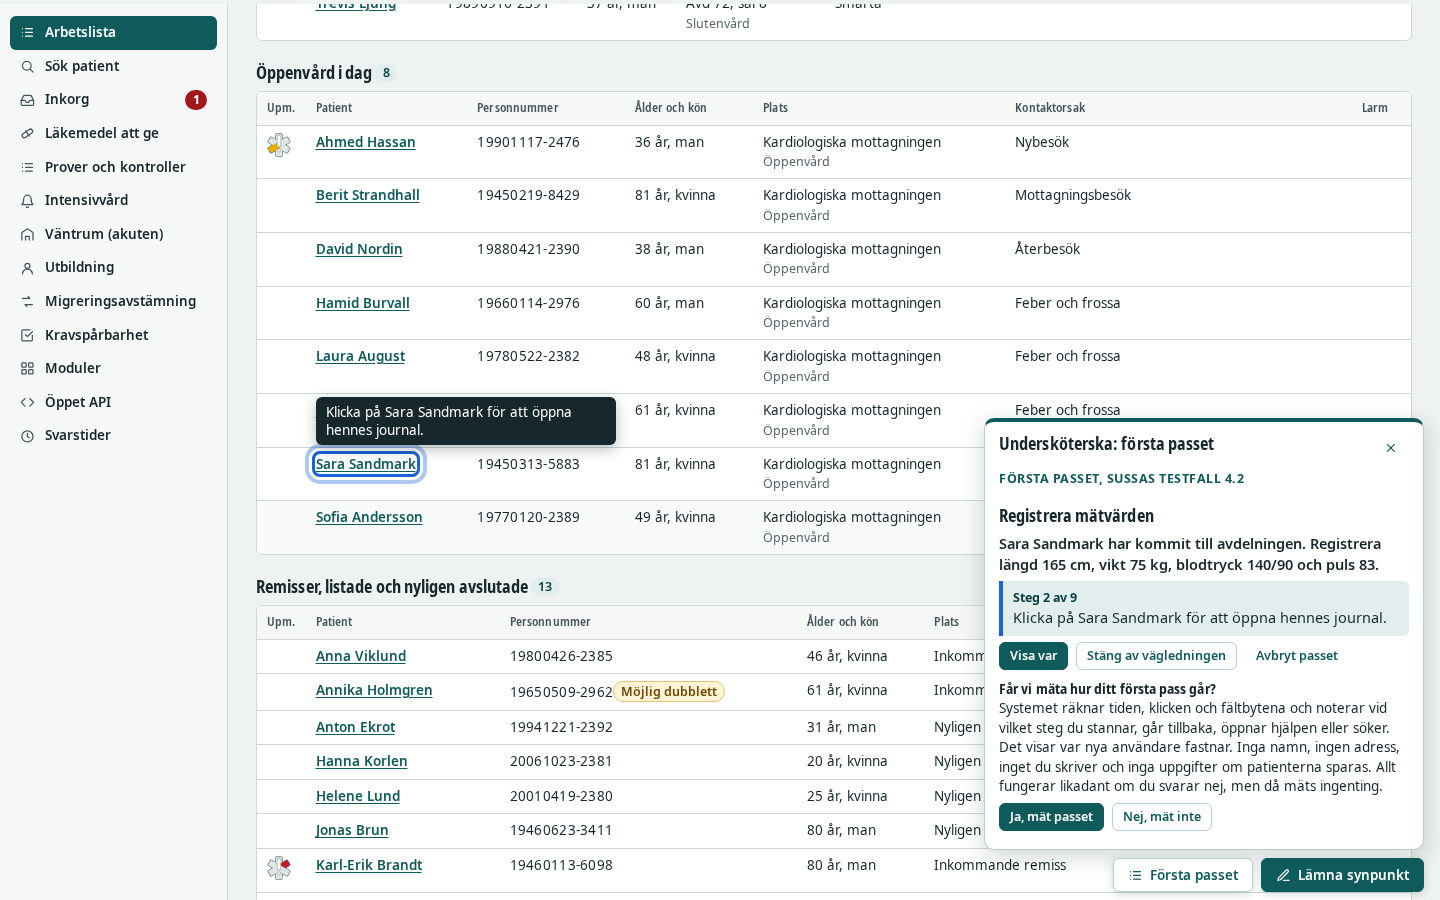 Arbetslista
Sök patient
Inkorg 1
Läkemedel att ge
Prover och kontroller
Intensivvård
Väntrum (akuten)
Utbildning
Migreringsavstämning
Kravspårbarhet
Moduler
Öppet API
Svarstider
Slutenvård
Öppenvård i dag 8
Upm. Patient Personnummer Ålder och kön Plats Kontaktorsak Larm
Ahmed Hassan 19901117-2476 36 år, man Kardiologiska mottagningen Nybesök
Öppenvård
Berit Strandhall 19450219-8429 81 år, kvinna Kardiologiska mottagningen Mottagningsbesök
Öppenvård
David Nordin 19880421-2390 38 år, man Kardiologiska mottagningen Återbesök
Öppenvård
Hamid Burvall 19660114-2976 60 år, man Kardiologiska mottagningen Feber och frossa
Öppenvård
Laura August 19780522-2382 48 år, kvinna Kardiologiska mottagningen Feber och frossa
Öppenvård
Klicka på Sara Sandmark för att öppna
hennes journal.
61 år, kvinna Kardiologiska mottagningen Feber och frossa
Öppenvård
Sara Sandmark 19450313-5883 81 år, kvinna Kardiologiska mottagningen
Öppenvård
Sofia Andersson 19770120-2389 49 år, kvinna Kardiologiska mottagningen
Öppenvård
Remisser, listade och nyligen avslutade 13
Upm. Patient Personnummer Ålder och kön Plats
Anna Viklund 19800426-2385 46 år, kvinna Inkomm
Annika Holmgren 19650509-2962 Möjlig dubblett 61 år, kvinna Inkomm
Anton Ekrot 19941221-2392 31 år, man Nyligen
Hanna Korlen 20061023-2381 20 år, kvinna Nyligen
Helene Lund 20010419-2380 25 år, kvinna Nyligen
Jonas Brun 19460623-3411 80 år, man Nyligen
Karl-Erik Brandt 19460113-6098 80 år, man Inkommande remiss
Undersköterska: första passet
FÖRSTA PASSET, SUSSAS TESTFALL 4.2
Registrera mätvärden
Sara Sandmark har kommit till avdelningen. Registrera
längd 165 cm, vikt 75 kg, blodtryck 140/90 och puls 83.
Steg 2 av 9
Klicka på Sara Sandmark för att öppna hennes journal.
Visa var Stäng av vägledningen Avbryt passet
Får vi mäta hur ditt första pass går?
Systemet räknar tiden, klicken och fältbytena och noterar vid
vilket steg du stannar, går tillbaka, öppnar hjälpen eller söker.
Det visar var nya användare fastnar. Inga namn, ingen adress,
inget du skriver och inga uppgifter om patienterna sparas. Allt
fungerar likadant om du svarar nej, men då mäts ingenting.
Ja, mät passet Nej, mät inte
Första passet Lämna synpunkt